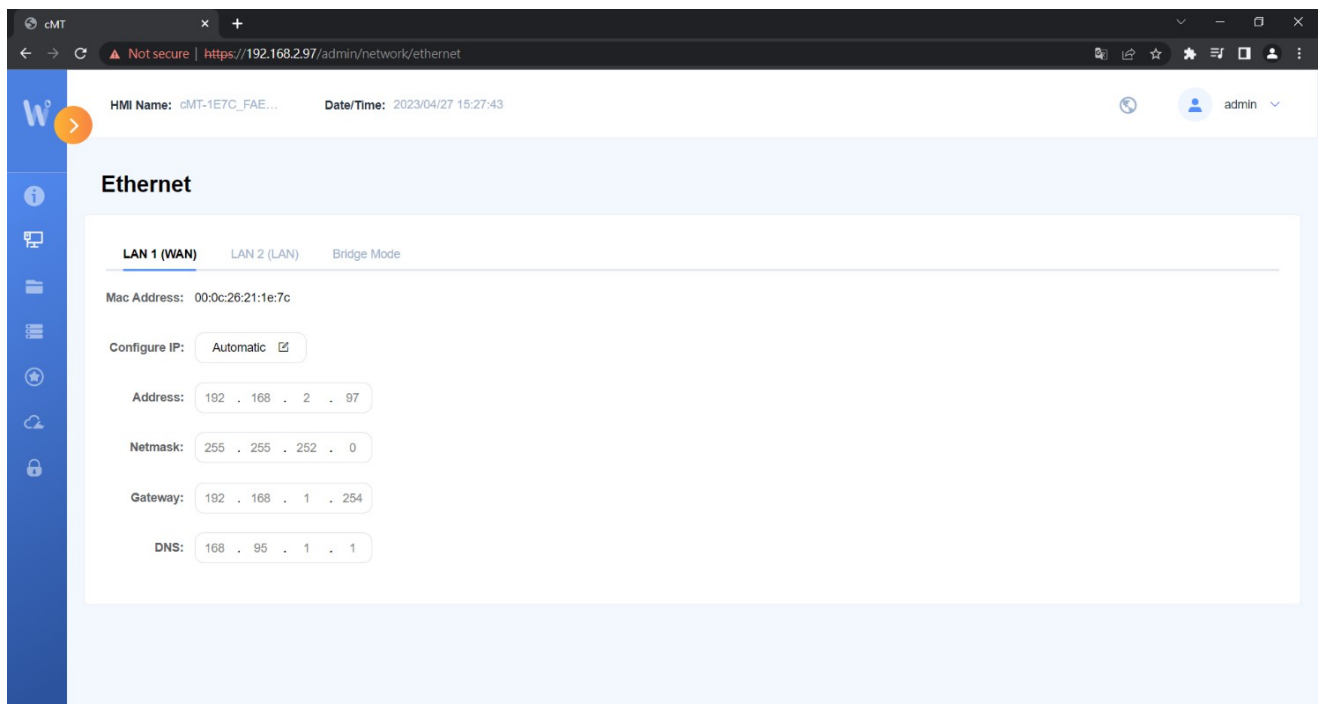 cMT
Not secure | https://192.168.2.97/admin/network/ethernet
W
HMI Name: cMT-1E7C_FAE... Date/Time: 2023/04/27 15:27:43 admin
Ethernet
LAN 1 (WAN) LAN 2 (LAN) Bridge Mode
Mac Address: 00:0c:26:21:1e:7c
Configure IP: Automatic
Address: 192 . 168 . 2 . 97
Netmask: 255 . 255 . 252 . 0
Gateway: 192 . 168 . 1 . 254
DNS: 168 . 95 . 1 . 1